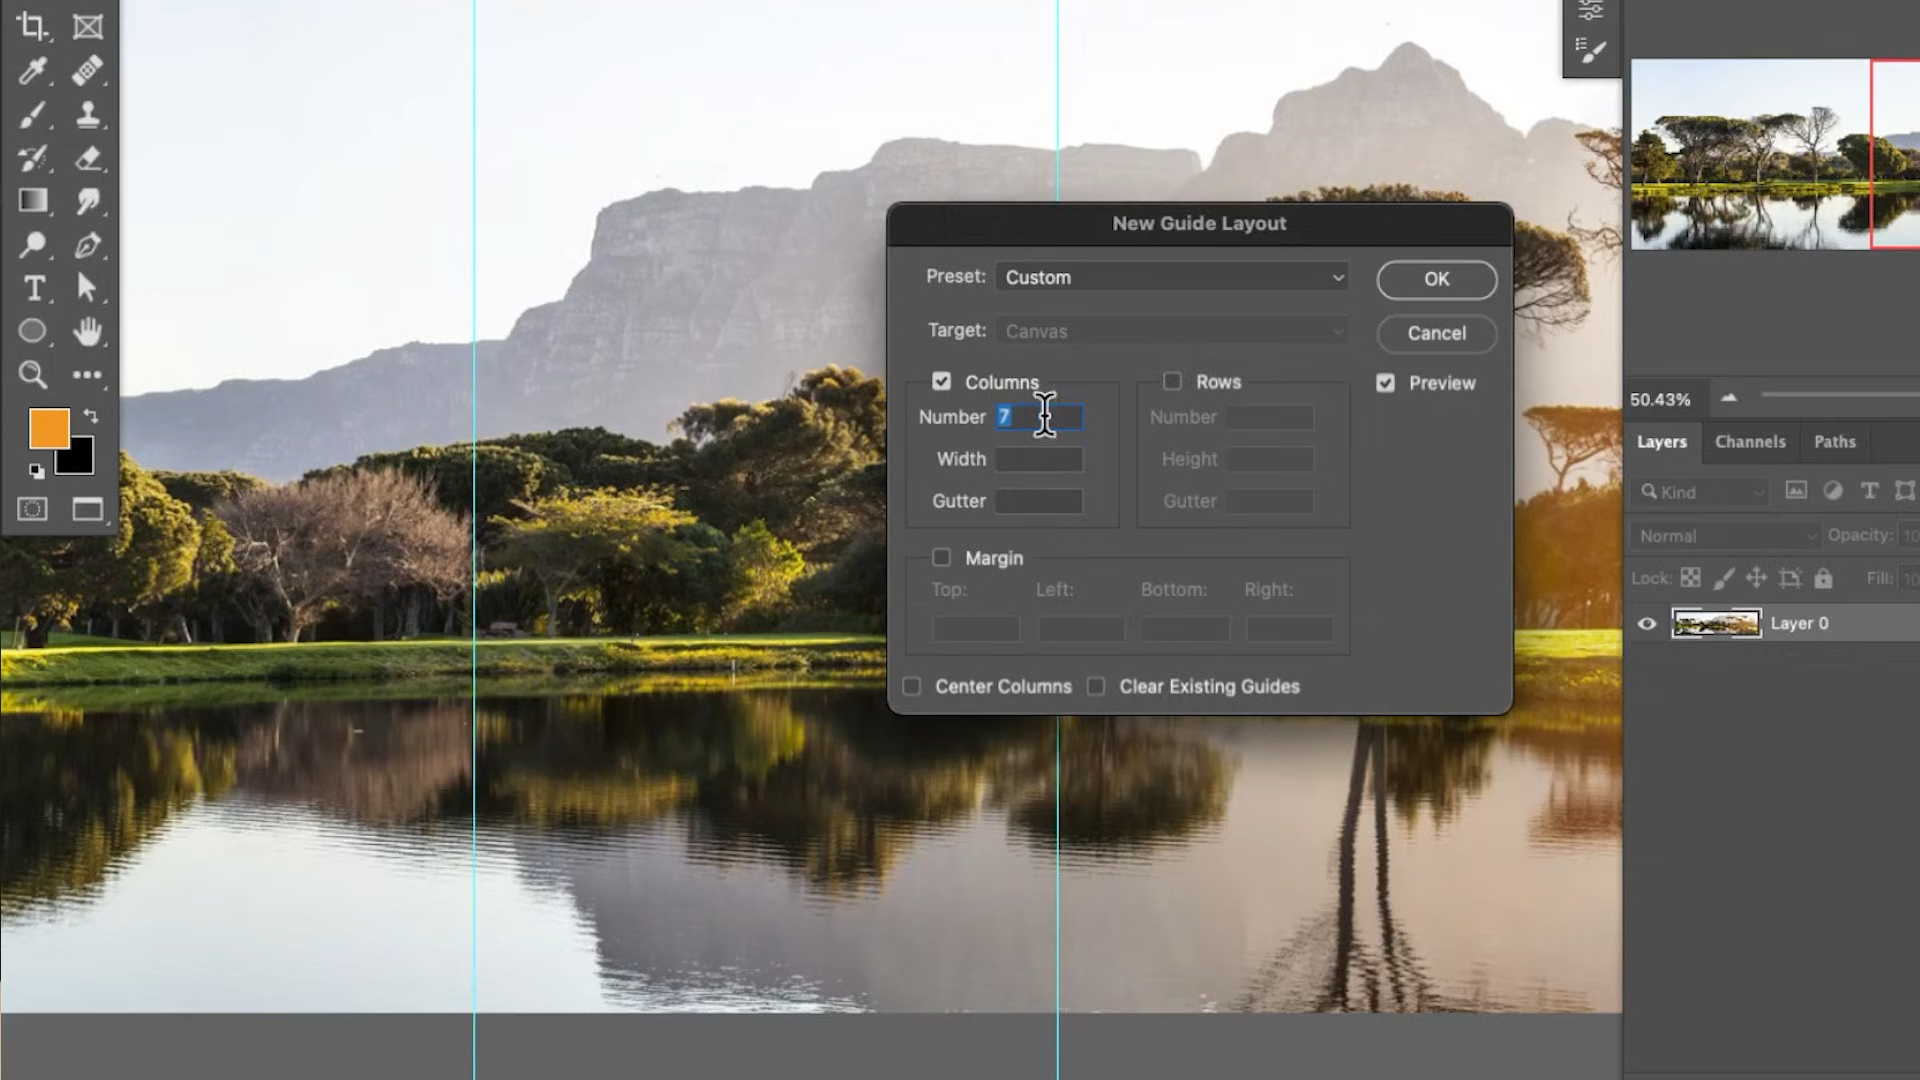 New Guide Layout
Preset: Custom
OK
Target: Canvas
Cancel
Columns
Rows
Preview
Number 7
Number
Width
Height
Gutter
Gutter
Margin
Top: Left: Bottom: Right:
Center Columns
Clear Existing Guides
50.43%
Layers Channels Paths
Kind
T
Normal
Opacity: 10
Lock:
Fill: 10
Layer 0